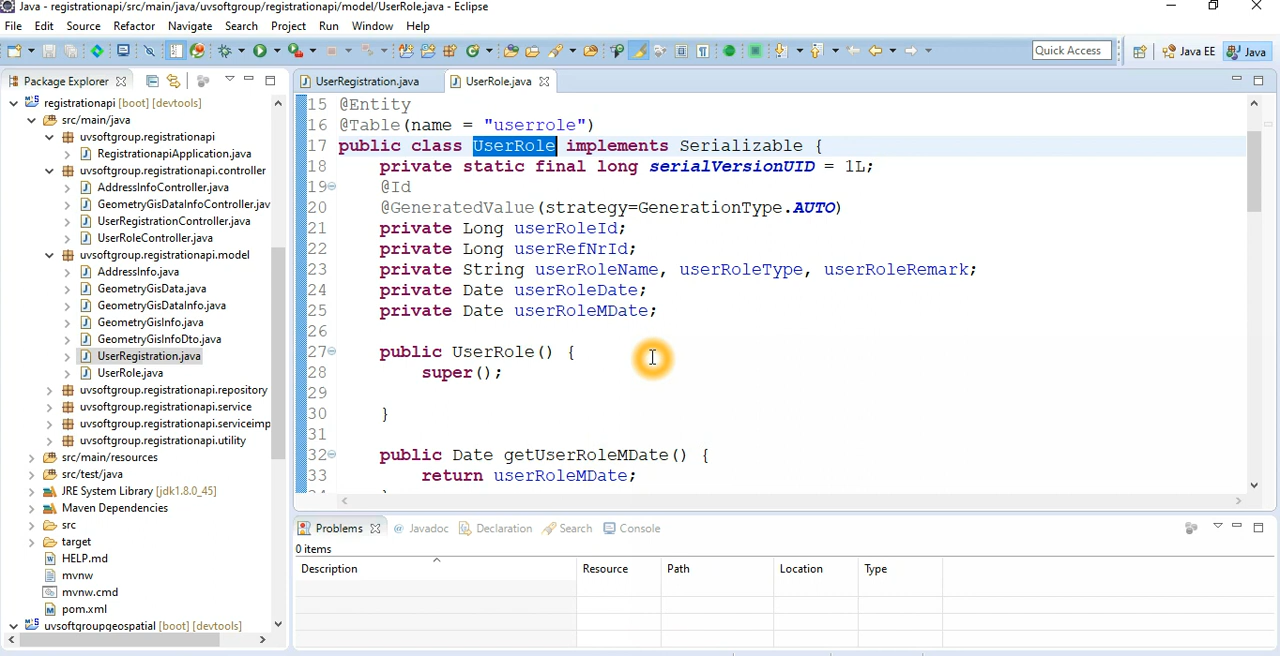 Java - registrationapi/src/main/java/uvsoftgroup/registrationapi/model/UserRole.java - Eclipse
File Edit Source Refactor Navigate Search Project Run Window Help
Quick Access Java EE Java
Package Explorer
registrationapi [boot] [devtools]
src/main/java
uvsoftgroup.registrationapi
RegistrationapiApplication.java
uvsoftgroup.registrationapi.controller
AddressInfoController.java
GeometryGisDataInfoController.jav
UserRegistrationController.java
UserRoleController.java
uvsoftgroup.registrationapi.model
AddressInfo.java
GeometryGisData.java
GeometryGisDataInfo.java
GeometryGisInfo.java
GeometryGisInfoDto.java
UserRegistration.java
UserRole.java
uvsoftgroup.registrationapi.repository
uvsoftgroup.registrationapi.service
uvsoftgroup.registrationapi.serviceimp
uvsoftgroup.registrationapi.utility
src/main/resources
src/test/java
JRE System Library [jdk1.8.0_45]
Maven Dependencies
src
target
HELP.md
mvnw
mvnw.cmd
pom.xml
uvsoftgroupgeospatial [boot] [devtools]
UserRegistration.java UserRole.java
15 @Entity
16 @Table(name = "userrole")
17 public class UserRole implements Serializable {
18 private static final long serialVersionUID = 1L;
19 @Id
20 @GeneratedValue(strategy=GenerationType.AUTO)
21 private Long userRoleId;
22 private Long userRefNrId;
23 private String userRoleName, userRoleType, userRoleRemark;
24 private Date userRoleDate;
25 private Date userRoleMDate;
26
27 public UserRole() {
28 super();
29
30 }
31
32 public Date getUserRoleMDate() {
33 return userRoleMDate;
Problems Javadoc Declaration Search Console
0 items
Description Resource Path Location Type